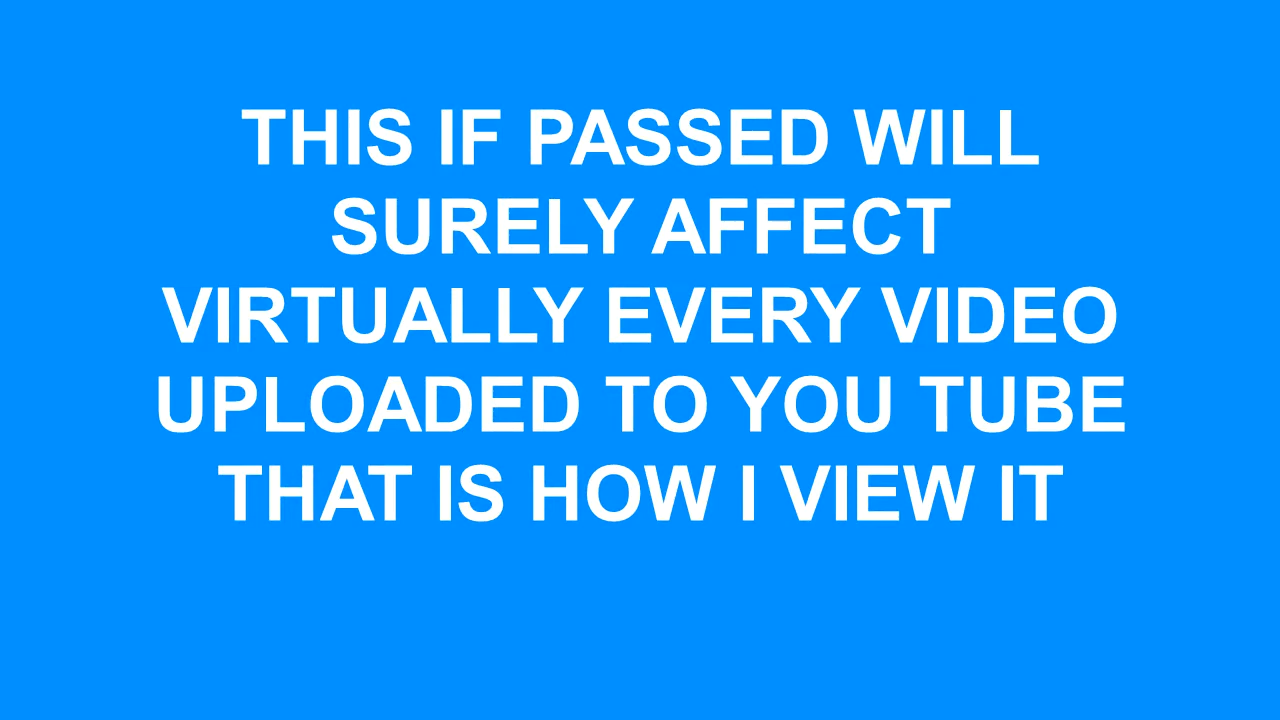 THIS IF PASSED WILL
SURELY AFFECT
VIRTUALLY EVERY VIDEO
UPLOADED TO YOU TUBE
THAT IS HOW I VIEW IT